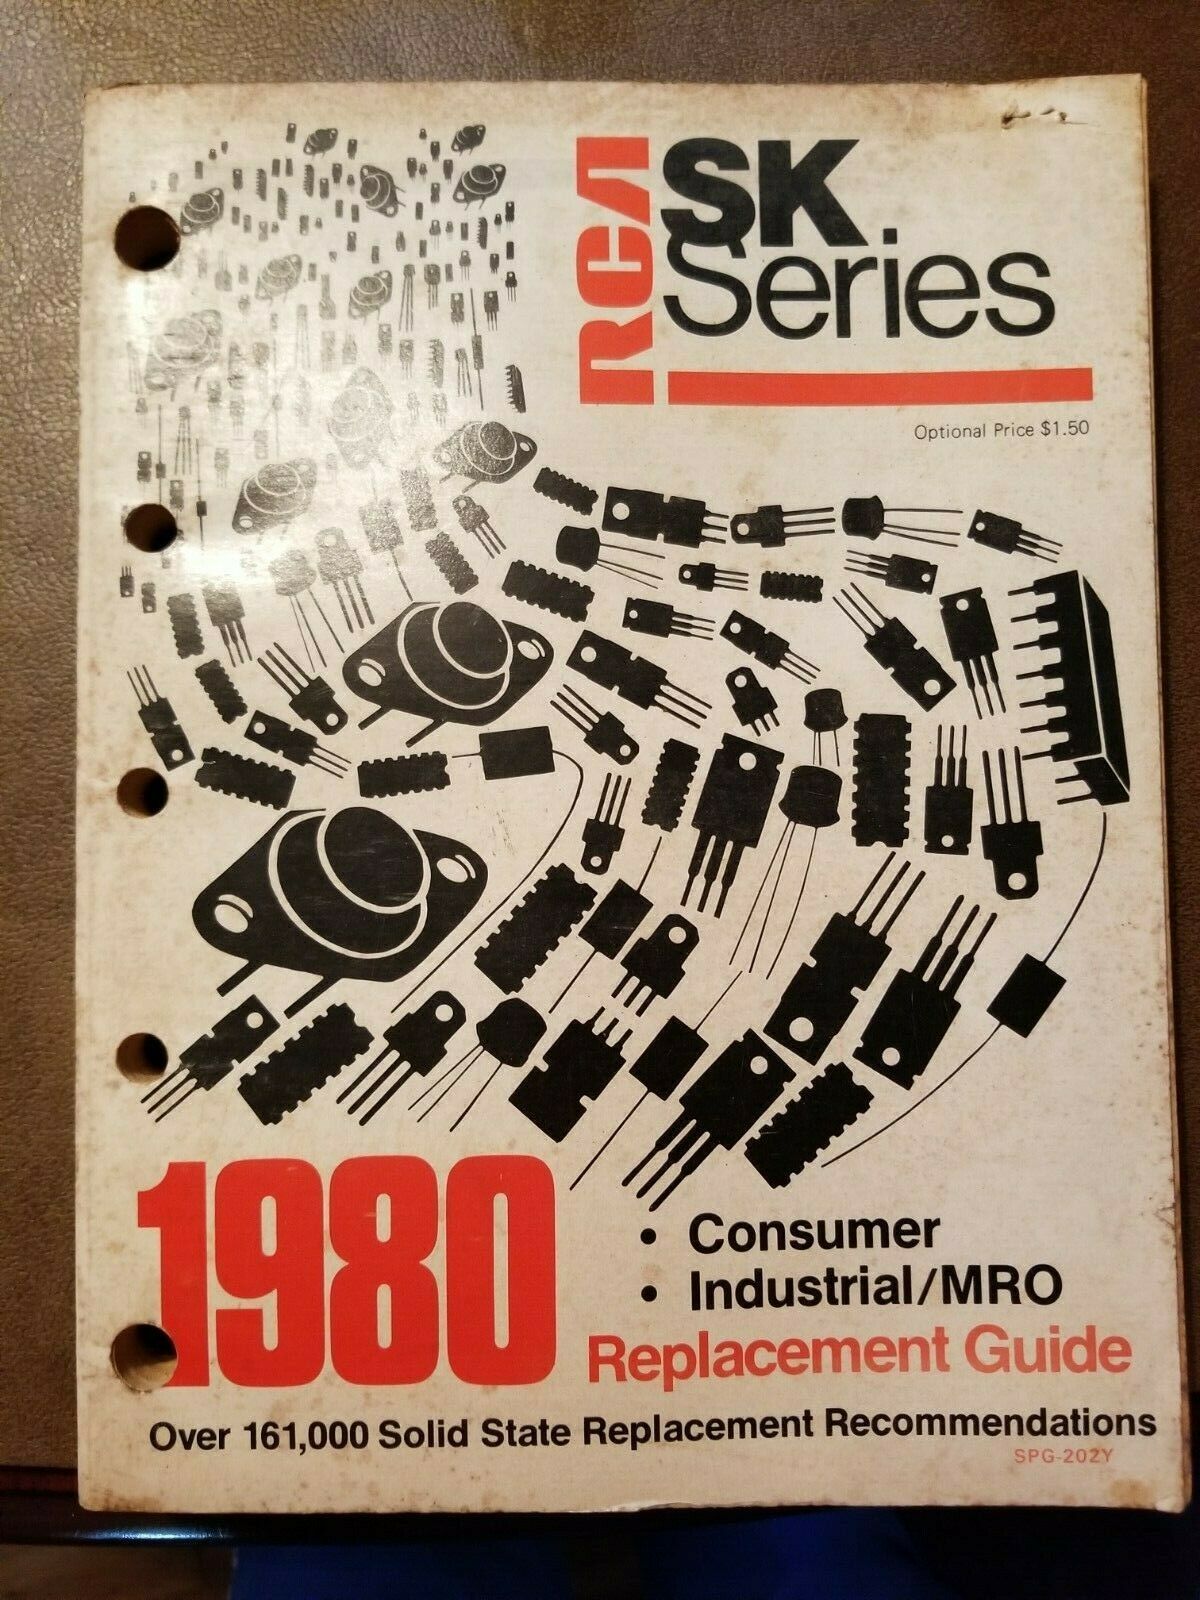 RCA
SK
Series
Optional Price $1.50
1980
• Consumer
• Industrial/MRO
Replacement Guide
Over 161,000 Solid State Replacement Recommendations
SPG-202Y